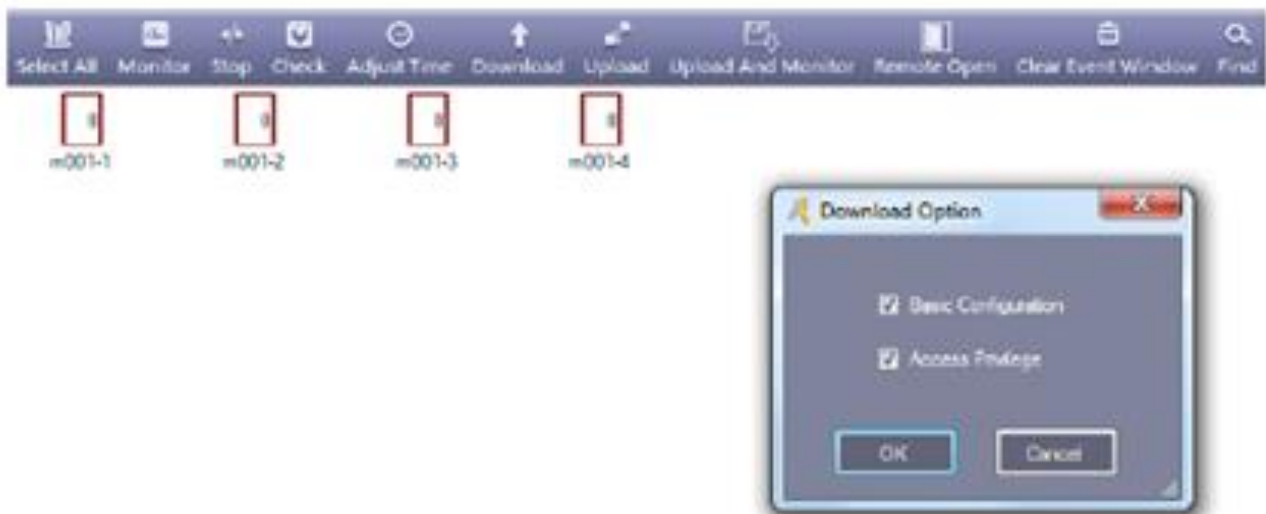 Select All Monitor Stop Check Adjust Time Download Upload Upload And Monitor Remote Open Clear Event Window Find
m001-1 m001-2 m001-3 m001-4
Download Option
Basic Configuration
Access Privilege
OK Cancel